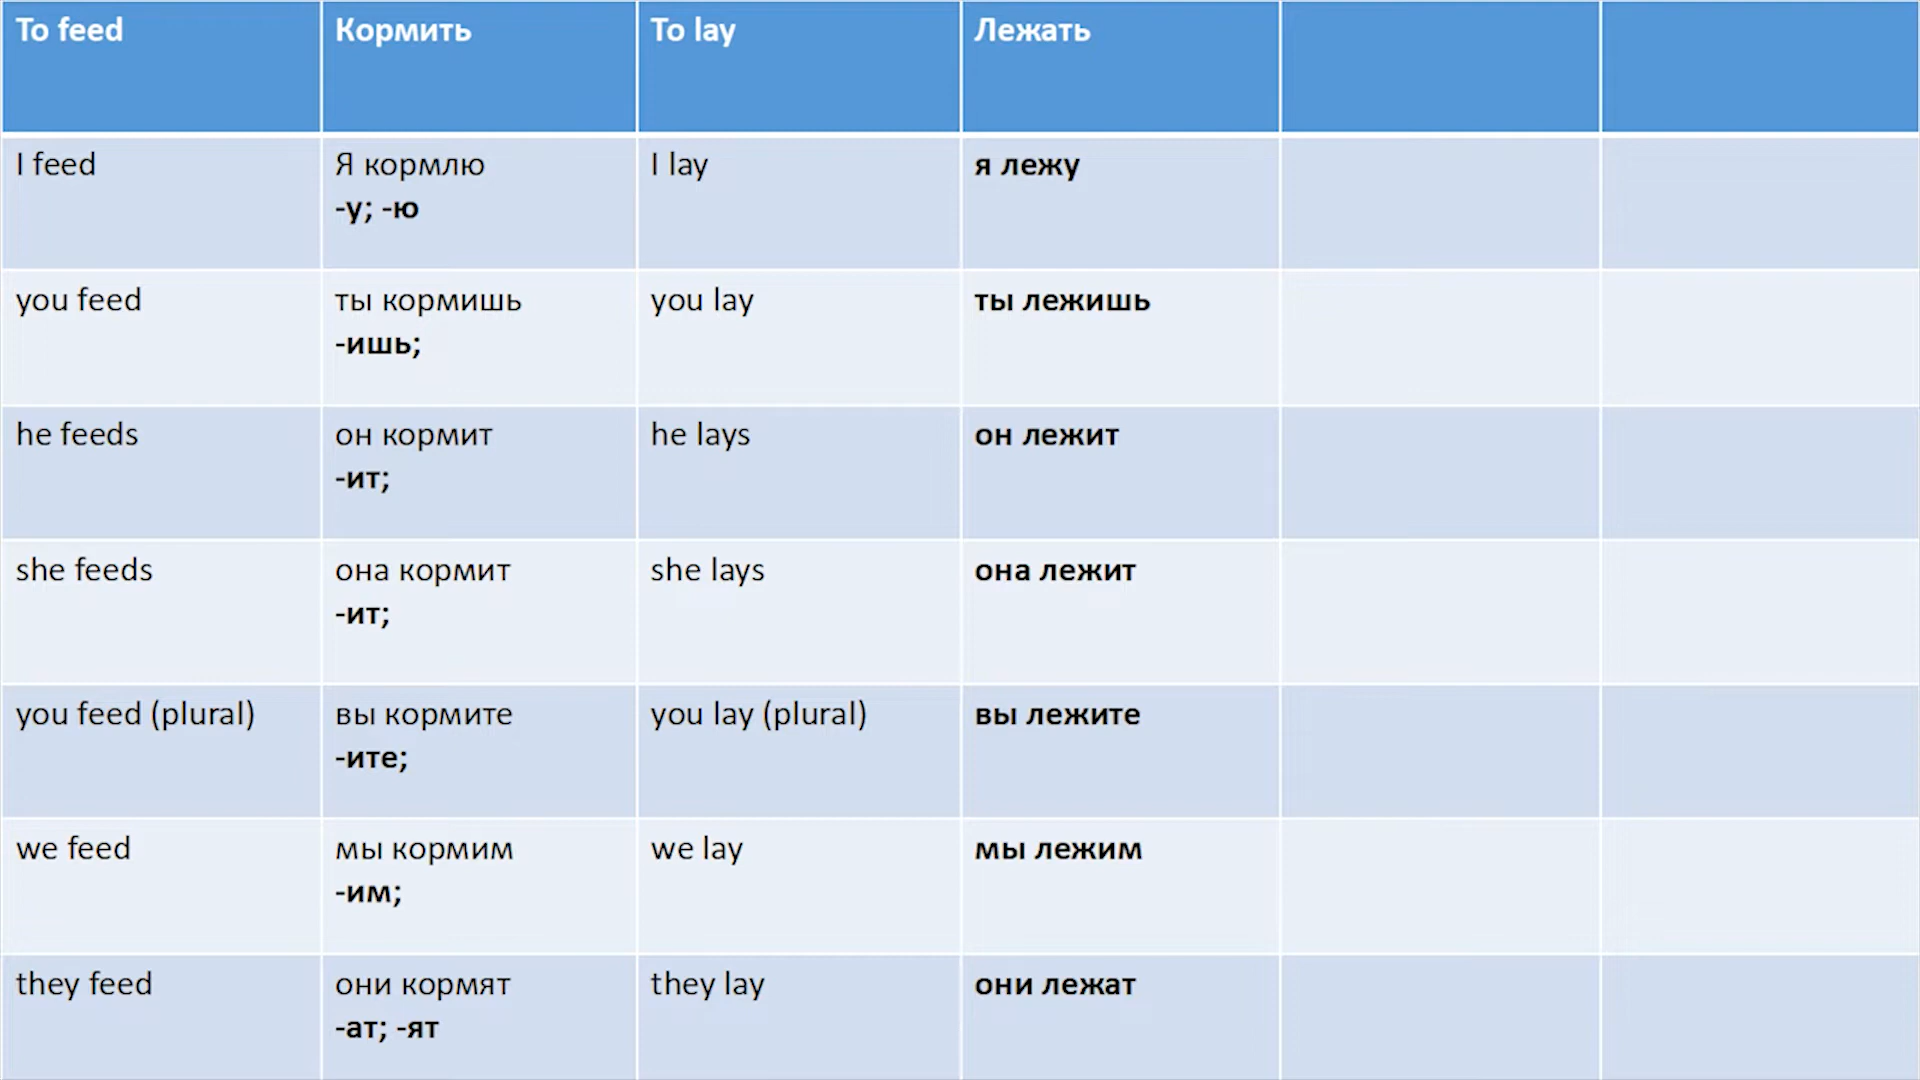 To feed
Кормить
To lay
Лежать
I feed
Я кормлю
-у; -ю
I lay
я лежу
you feed
ты кормишь
-ишь;
you lay
ты лежишь
he feeds
он кормит
-ит;
he lays
он лежит
she feeds
она кормит
-ит;
she lays
она лежит
you feed (plural)
вы кормите
-ите;
you lay (plural)
вы лежите
we feed
мы кормим
-им;
we lay
мы лежим
they feed
они кормят
-ат; -ят
they lay
они лежат